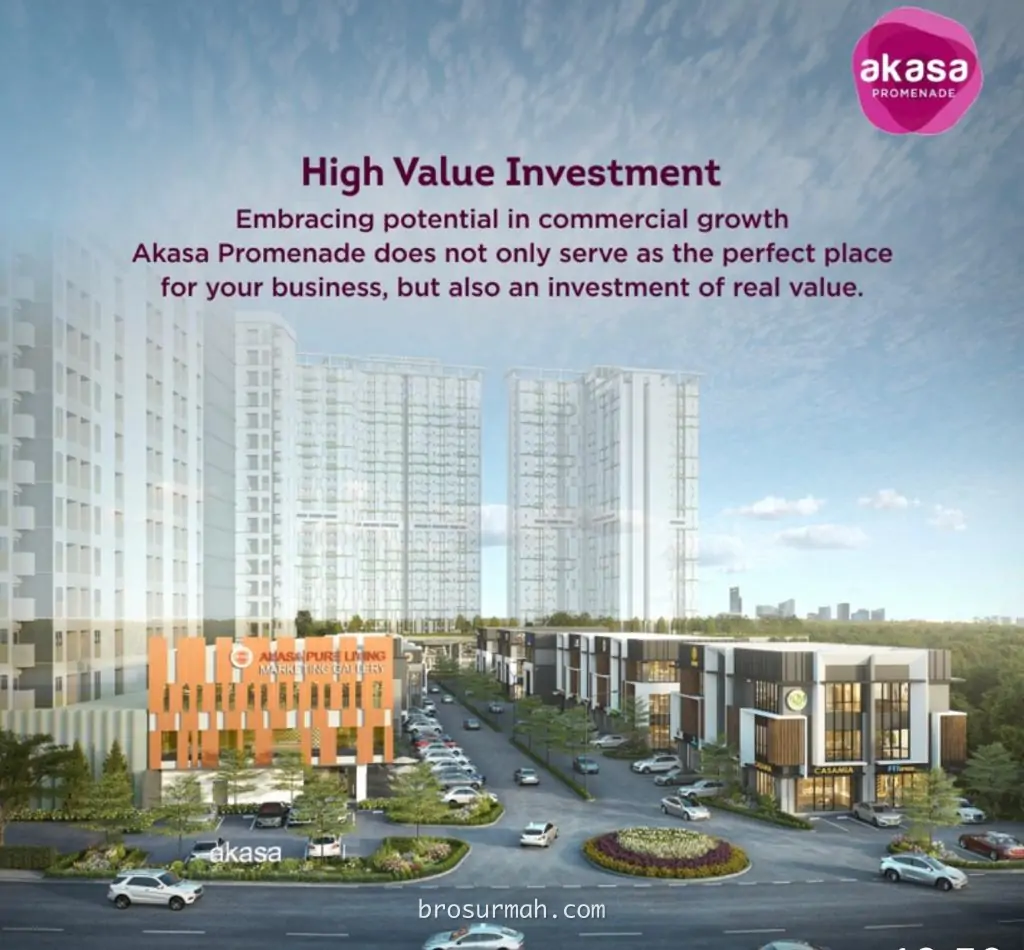 akasa
PROMENADE
High Value Investment
Embracing potential in commercial growth
Akasa Promenade does not only serve as the perfect place
for your business, but also an investment of real value.
AKASA PURE LIVING
MARKETING GALLERY
CASAMIA
akasa
brosurmah.com